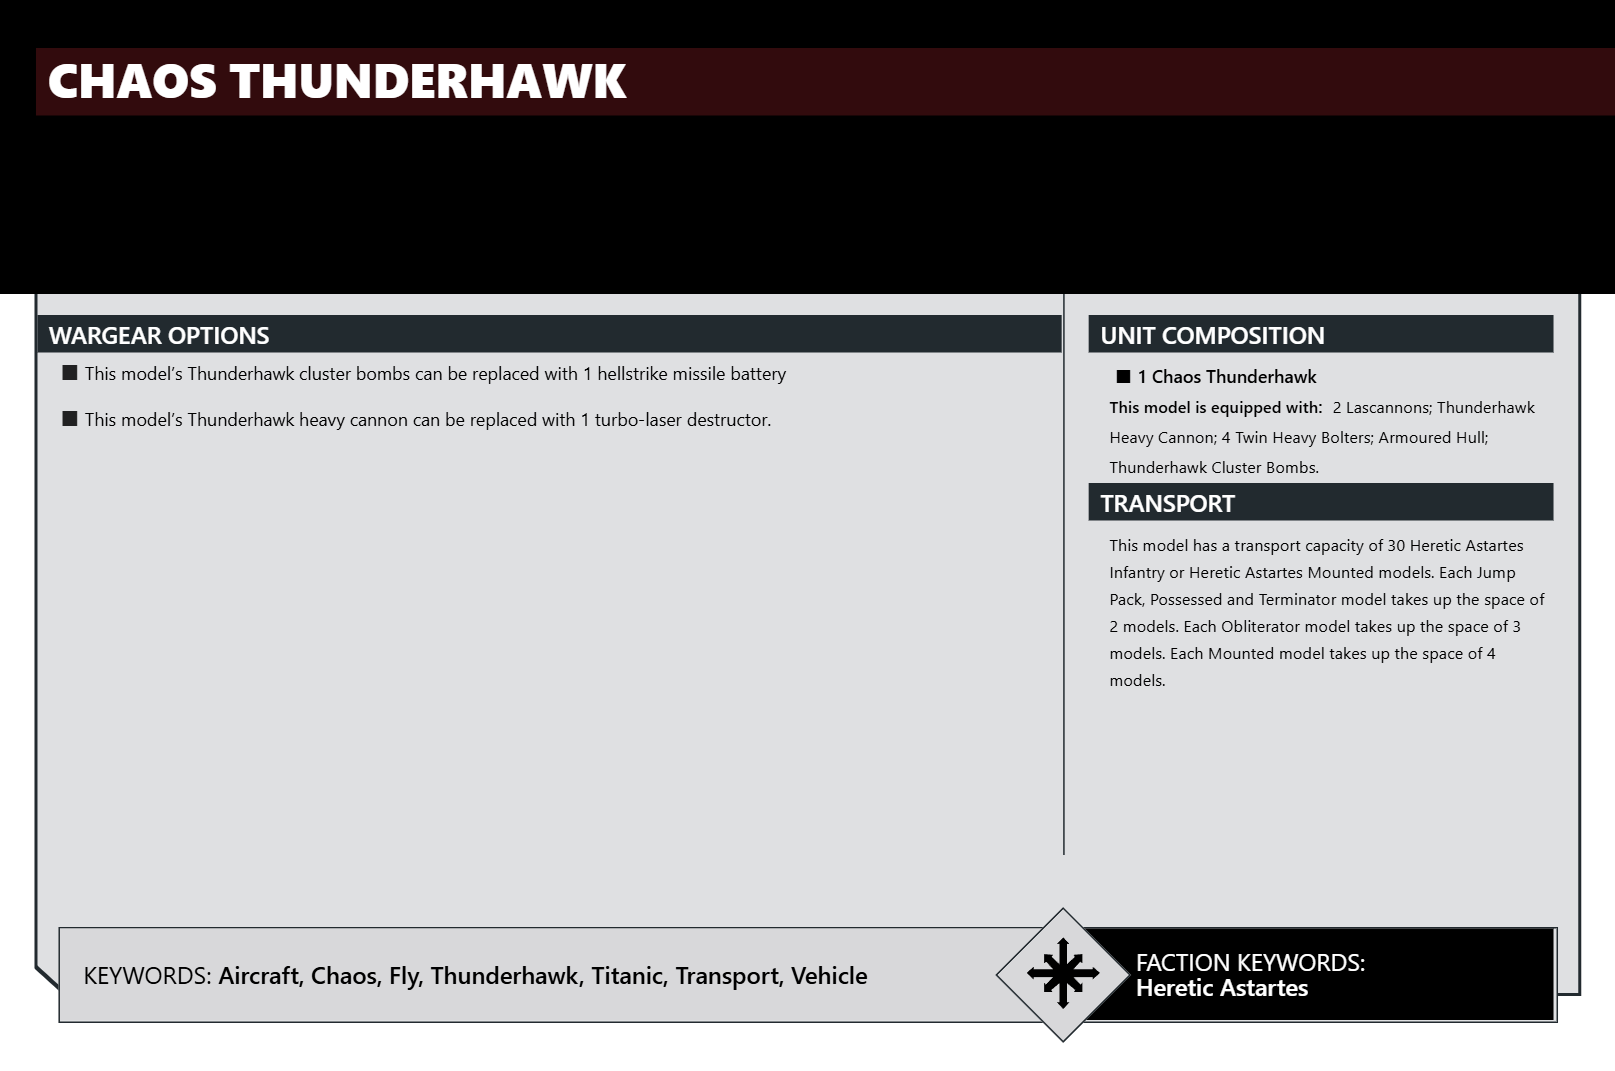 CHAOS THUNDERHAWK
WARGEAR OPTIONS
■ This model's Thunderhawk cluster bombs can be replaced with 1 hellstrike missile battery
■ This model's Thunderhawk heavy cannon can be replaced with 1 turbo-laser destructor.
UNIT COMPOSITION
■ 1 Chaos Thunderhawk
This model is equipped with: 2 Lascannons; Thunderhawk
Heavy Cannon; 4 Twin Heavy Bolters; Armoured Hull;
Thunderhawk Cluster Bombs.
TRANSPORT
This model has a transport capacity of 30 Heretic Astartes
Infantry or Heretic Astartes Mounted models. Each Jump
Pack, Possessed and Terminator model takes up the space of
2 models. Each Obliterator model takes up the space of 3
models. Each Mounted model takes up the space of 4
models.
KEYWORDS: Aircraft, Chaos, Fly, Thunderhawk, Titanic, Transport, Vehicle
FACTION KEYWORDS:
Heretic Astartes